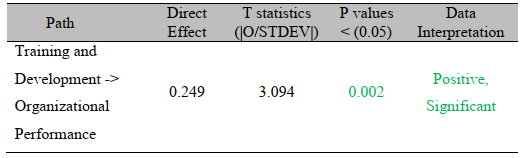 Path
Direct Effect
T statistics (|O/STDEV|)
P values < (0.05)
Data Interpretation
Training and
Development ->
Organizational
Performance
0.249
3.094
0.002
Positive,
Significant